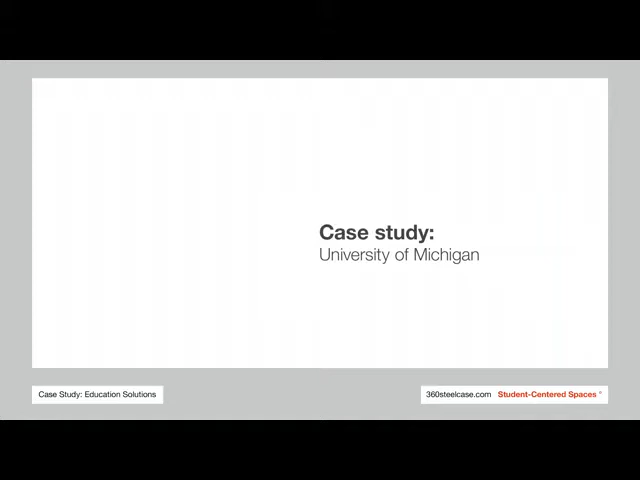 Case study:
University of Michigan
Case Study: Education Solutions
360steelcase.com Student-Centered Spaces